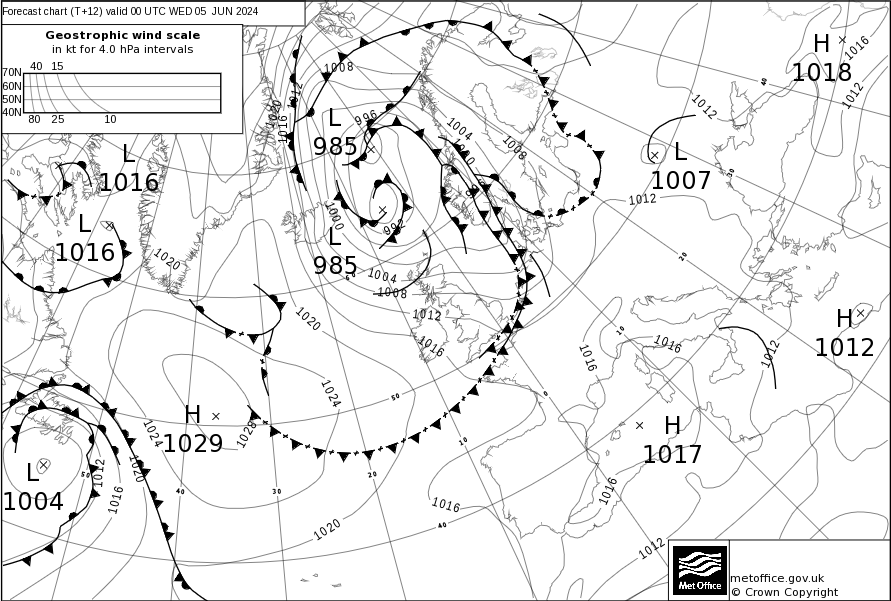 Forecast chart (T+12) valid 00 UTC WED 05 JUN 2024
Geostrophic wind scale
in kt for 4.0 hPa intervals
40 15
70N
60N
50N
40N
80 25 10
H
1018
1016
1012
40
1012
L
1007
30
1012
20
1008
L
985
996
1004
1000
1008
1012
1020
1016
L
1016
L
1016
1020
1000
992
L
985
60
1004
1008
1012
1016
1020
H
1012
1012
1016
10
1016
H
1017
0
1024
50
H
1029
1024
1028
L
1004
50
1012
1020
1016
40
30
20
10
1016
40
1020
1016
1012
Met Office
metoffice.gov.uk
© Crown Copyright